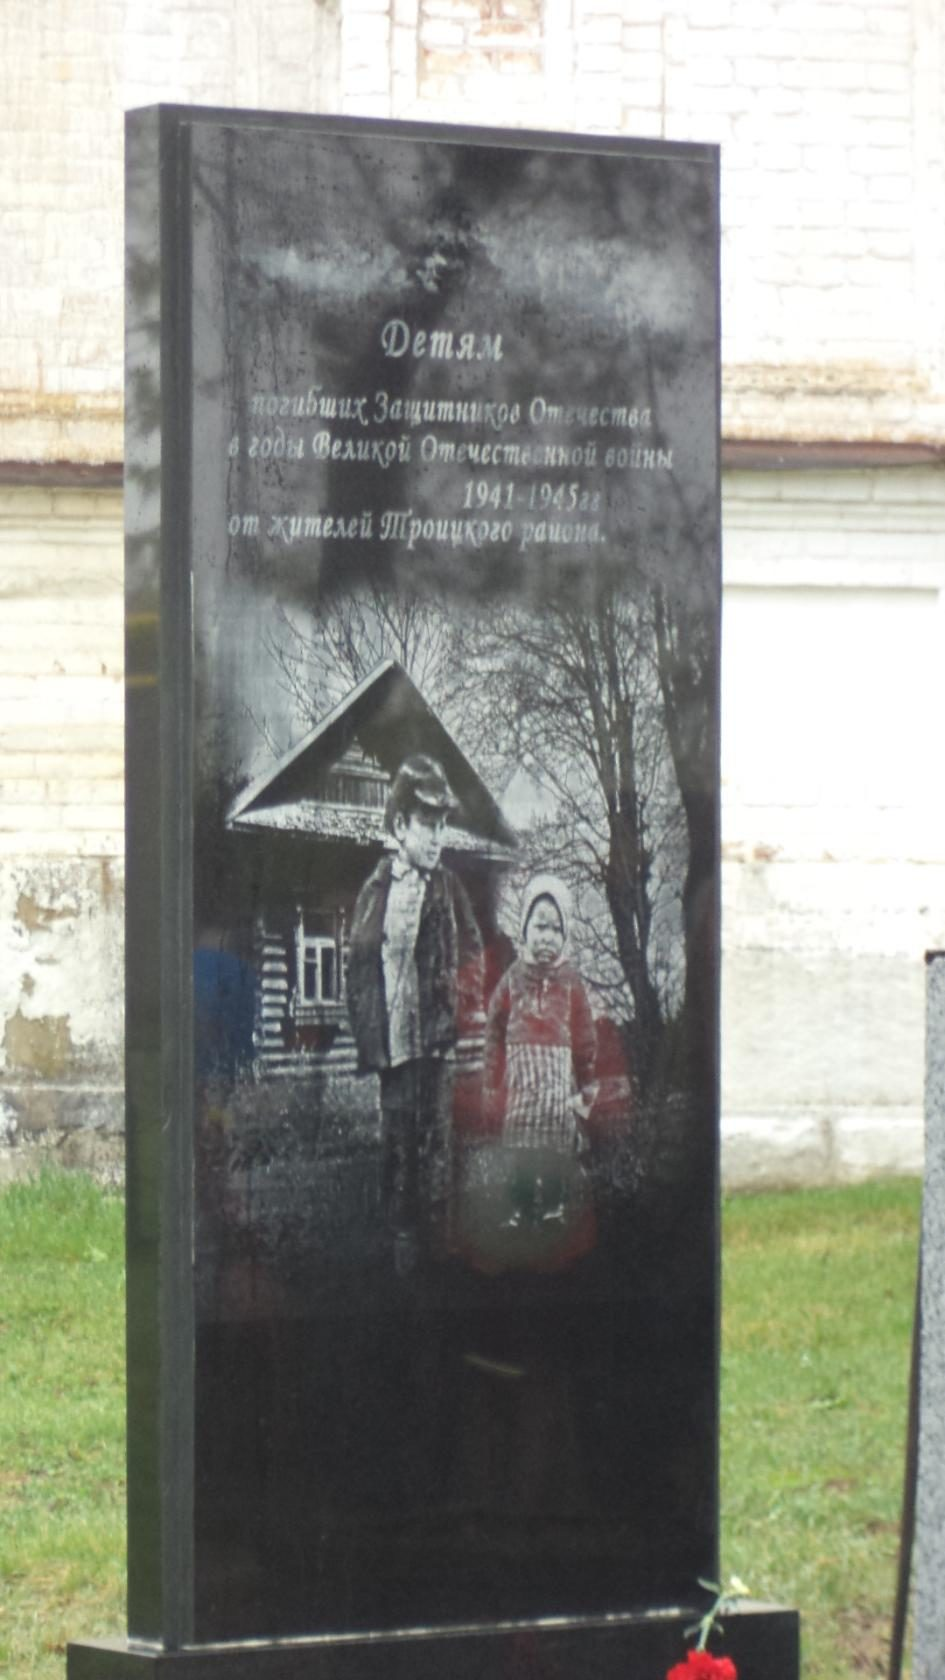 Детям
погибших Защитников Отечества
в годы Великой Отечественной войны
1941-1945гг
от жителей Троицкого района.